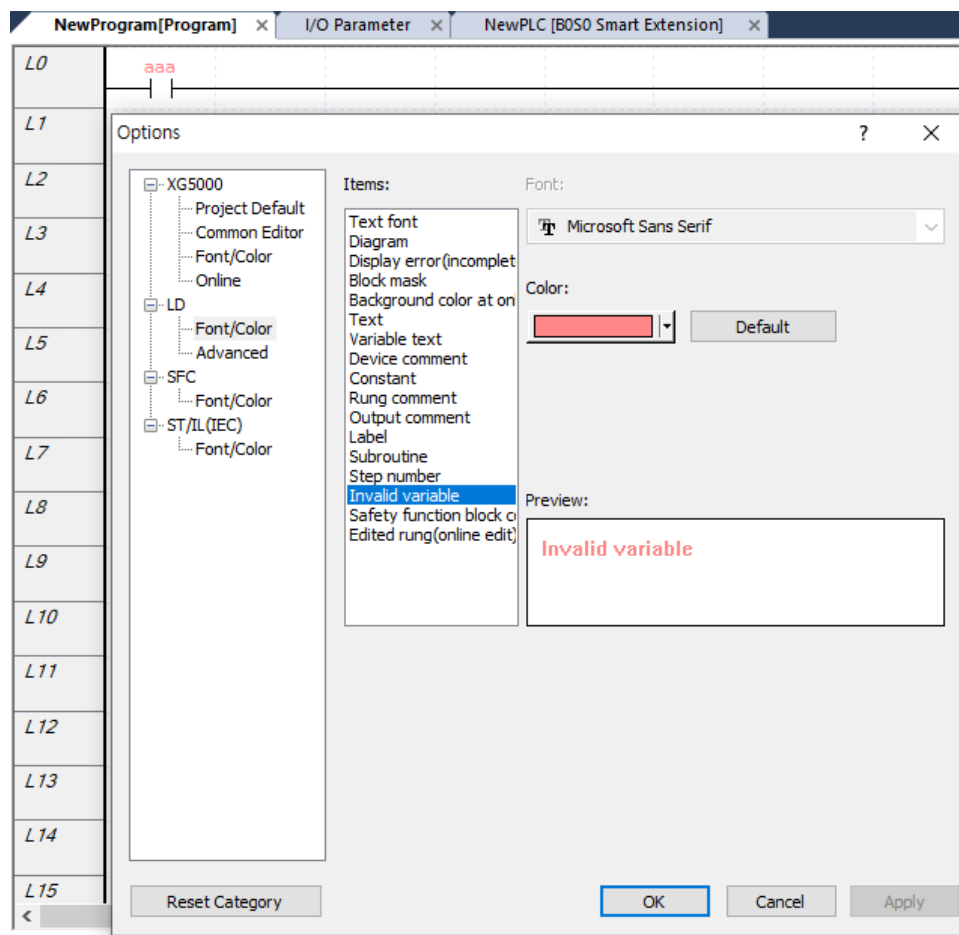 NewProgram[Program] × I/O Parameter × NewPLC [B0S0 Smart Extension] ×
L0
aaa
L1
L2
L3
L4
L5
L6
L7
L8
L9
L10
L11
L12
L13
L14
L15
Options ? ×
XG5000
Project Default
Common Editor
Font/Color
Online
LD
Font/Color
Advanced
SFC
Font/Color
ST/IL(IEC)
Font/Color
Items:
Text font
Diagram
Display error(incomplet
Block mask
Background color at on
Text
Variable text
Device comment
Constant
Rung comment
Output comment
Label
Subroutine
Step number
Invalid variable
Safety function block c
Edited rung(online edit)
Font:
Microsoft Sans Serif
Color:
Default
Preview:
Invalid variable
Reset Category
OK
Cancel
Apply